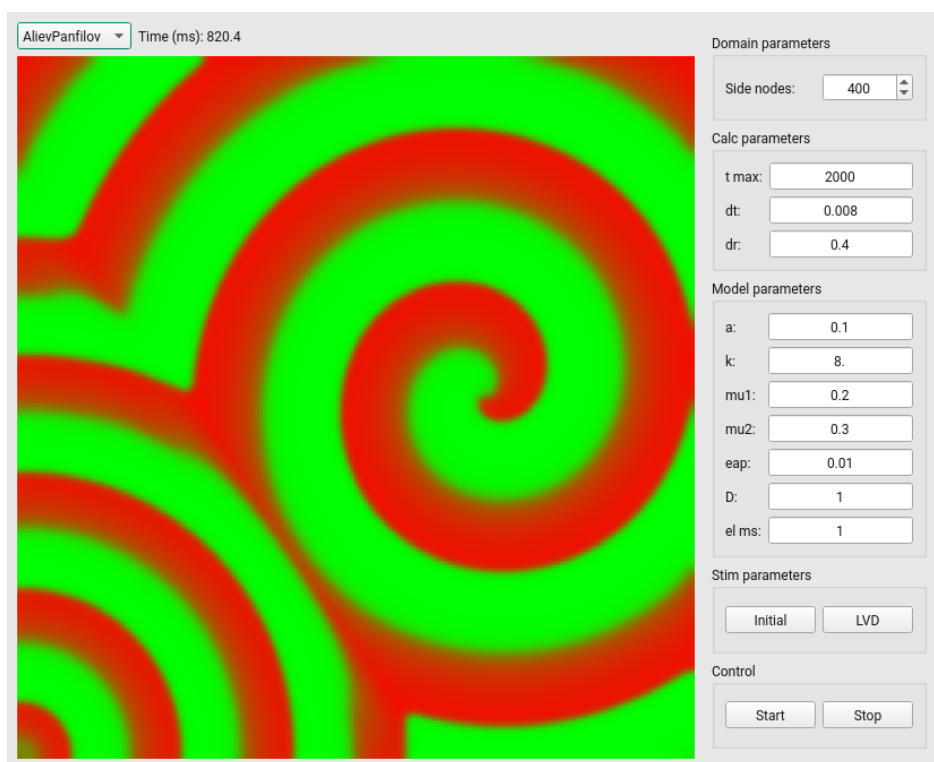 AlievPanfilov Time (ms): 820.4
Domain parameters
Side nodes: 400
Calc parameters
t max: 2000
dt: 0.008
dr: 0.4
Model parameters
a: 0.1
k: 8.
mu1: 0.2
mu2: 0.3
eap: 0.01
D: 1
el ms: 1
Stim parameters
Initial LVD
Control
Start Stop